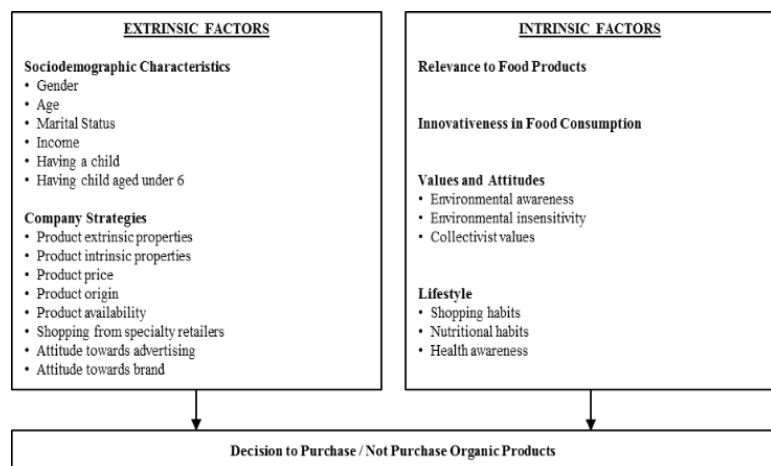 EXTRINSIC FACTORS
Sociodemographic Characteristics
• Gender
• Age
• Marital Status
• Income
• Having a child
• Having child aged under 6
Company Strategies
• Product extrinsic properties
• Product intrinsic properties
• Product price
• Product origin
• Product availability
• Shopping from specialty retailers
• Attitude towards advertising
• Attitude towards brand
INTRINSIC FACTORS
Relevance to Food Products
Innovativeness in Food Consumption
Values and Attitudes
• Environmental awareness
• Environmental insensitivity
• Collectivist values
Lifestyle
• Shopping habits
• Nutritional habits
• Health awareness
Decision to Purchase / Not Purchase Organic Products